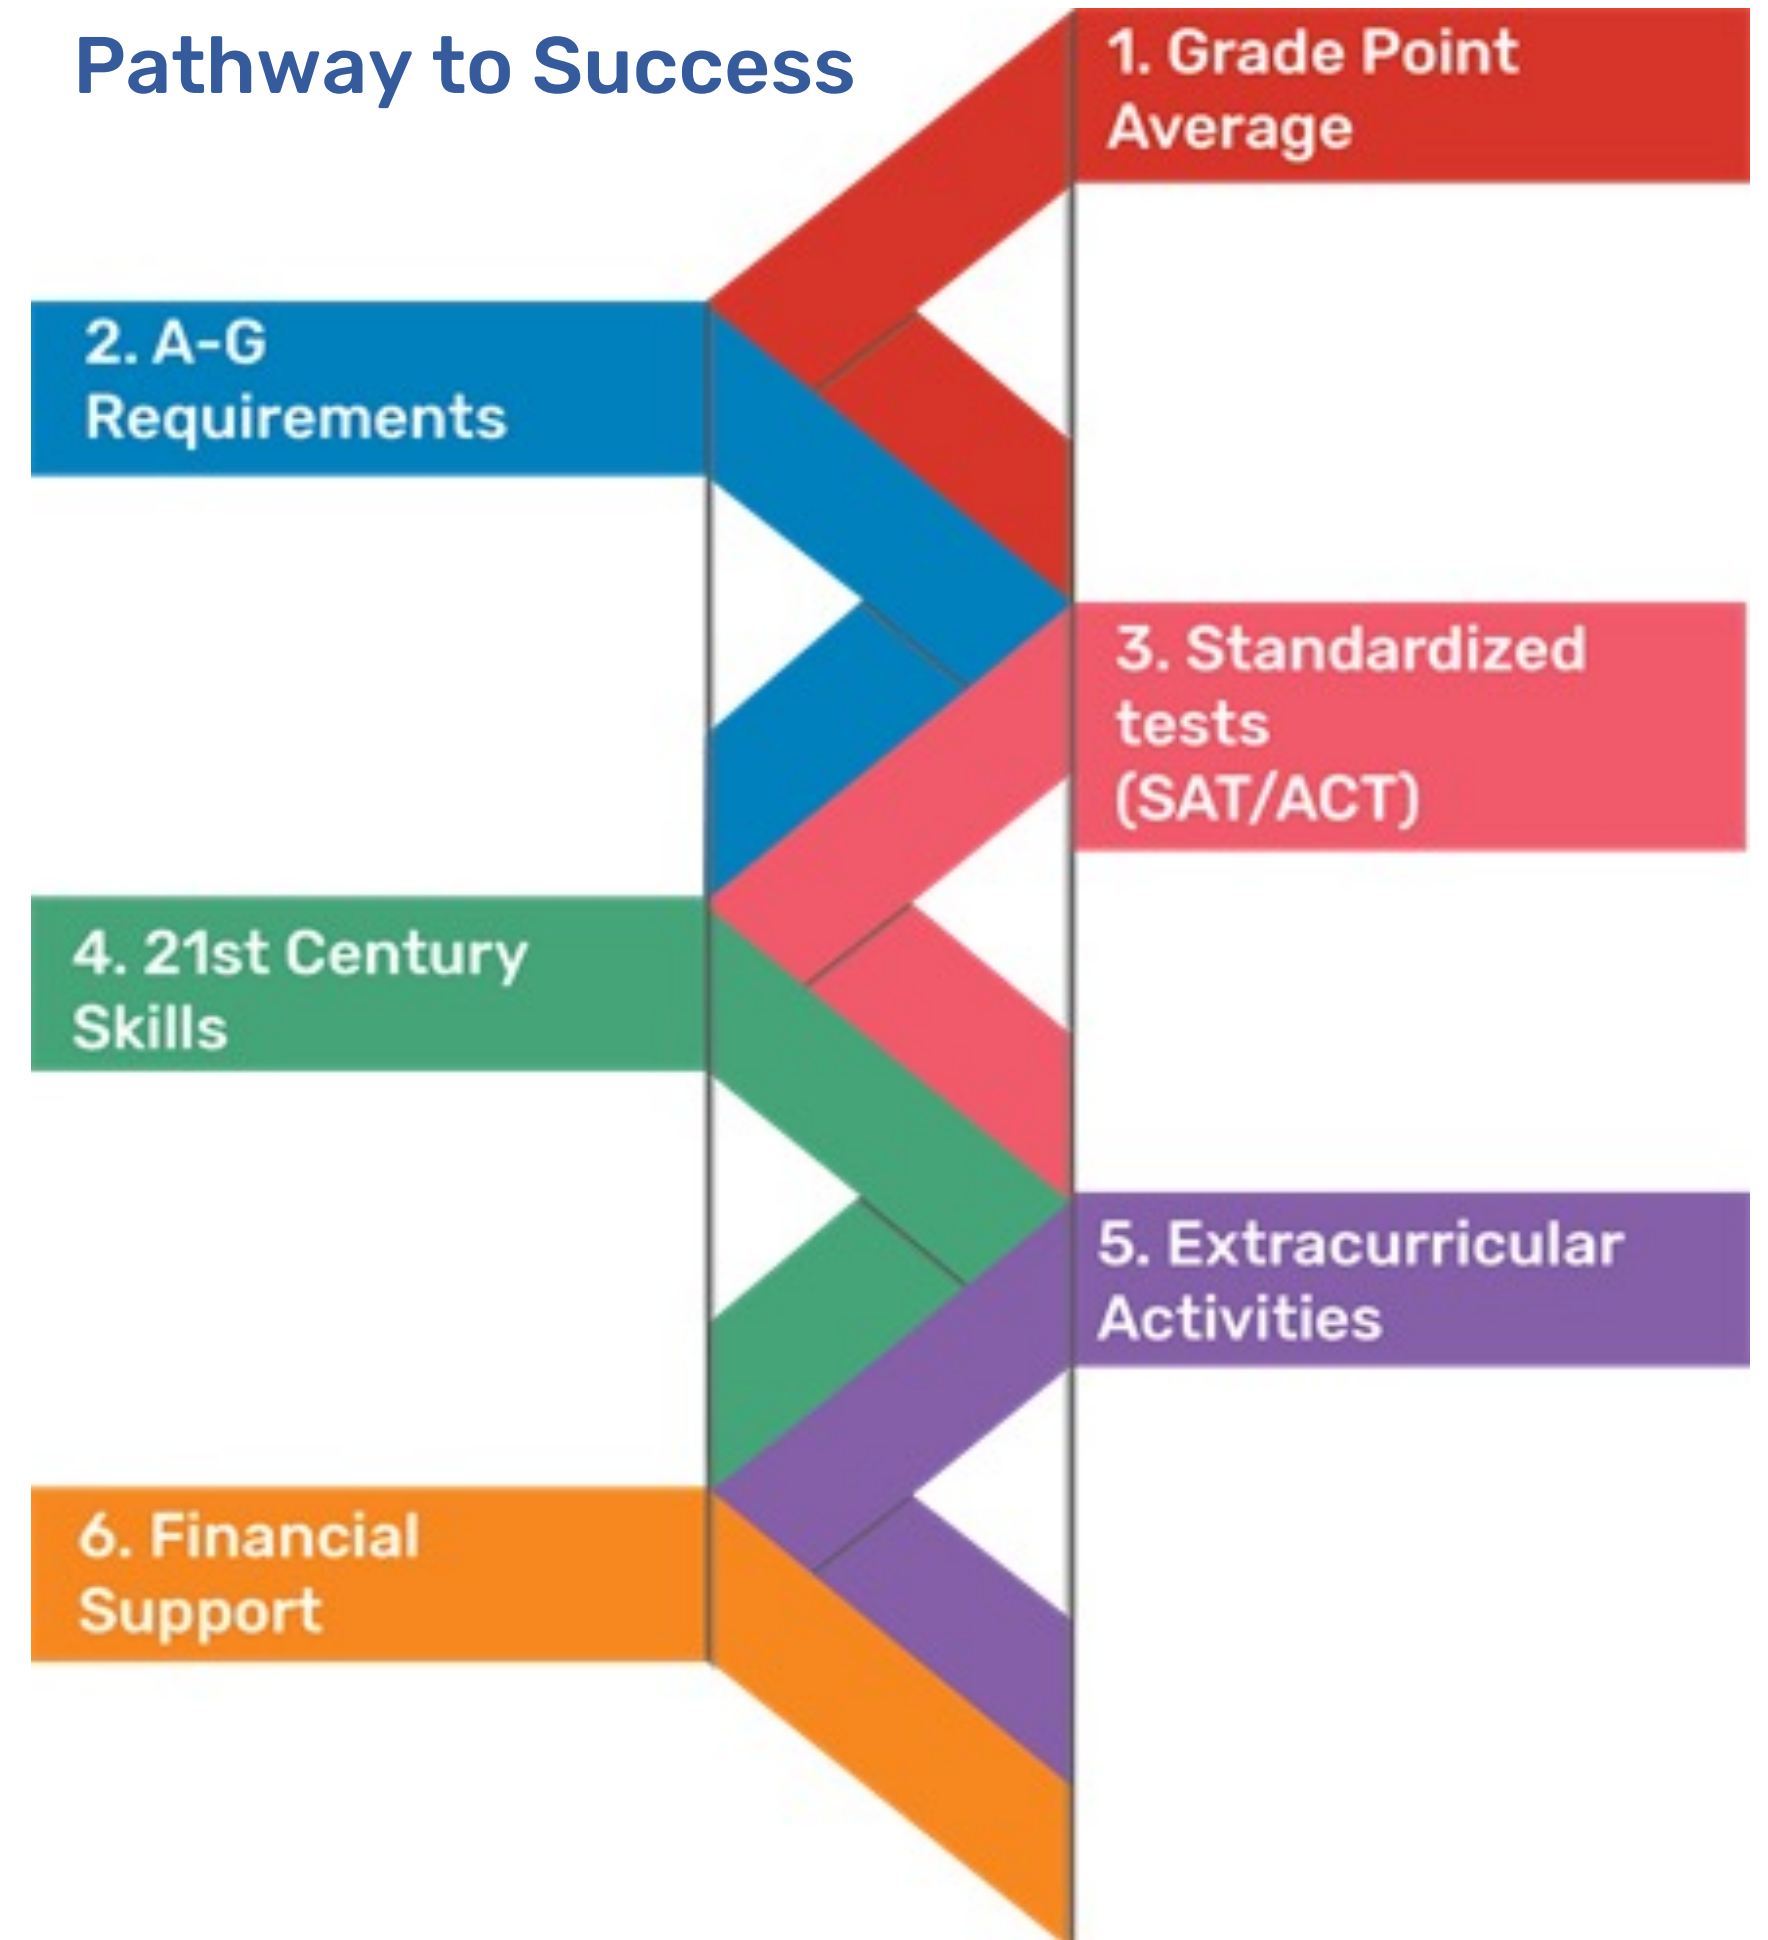 Pathway to Success
1. Grade Point
Average
2. A-G
Requirements
3. Standardized
tests
(SAT/ACT)
4. 21st Century
Skills
5. Extracurricular
Activities
6. Financial
Support